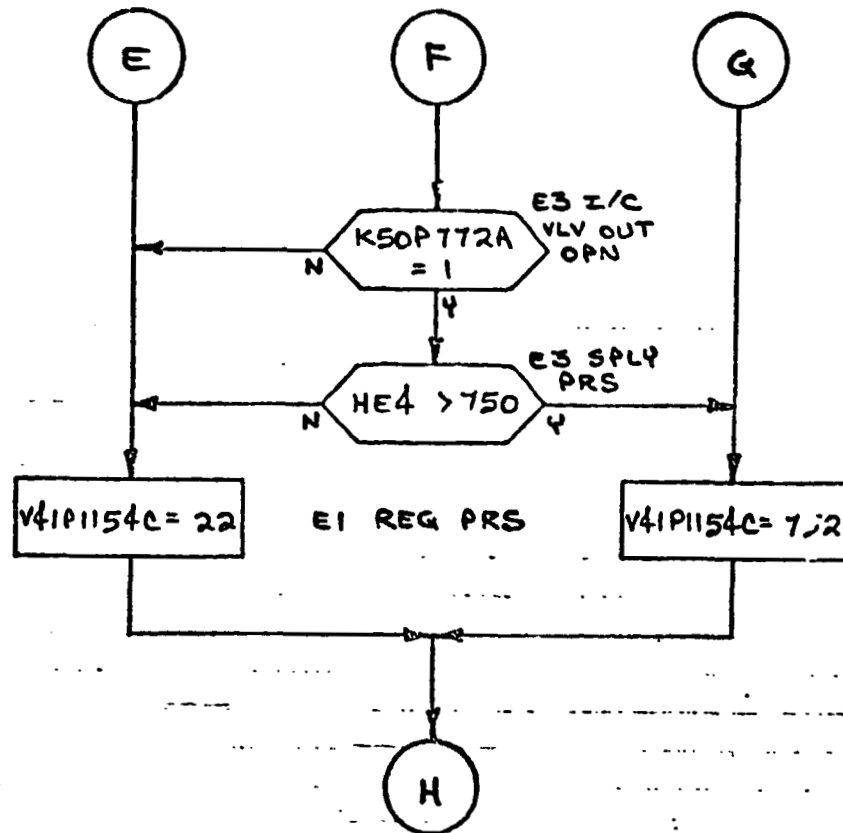 E
F
G
E3 I/C
VLV OUT
OPN
K50P772A
= 1
N
Y
E3 SPLY
PRS
HE4 > 750
N
Y
V41P1154C = 22
E1 REG PRS
H